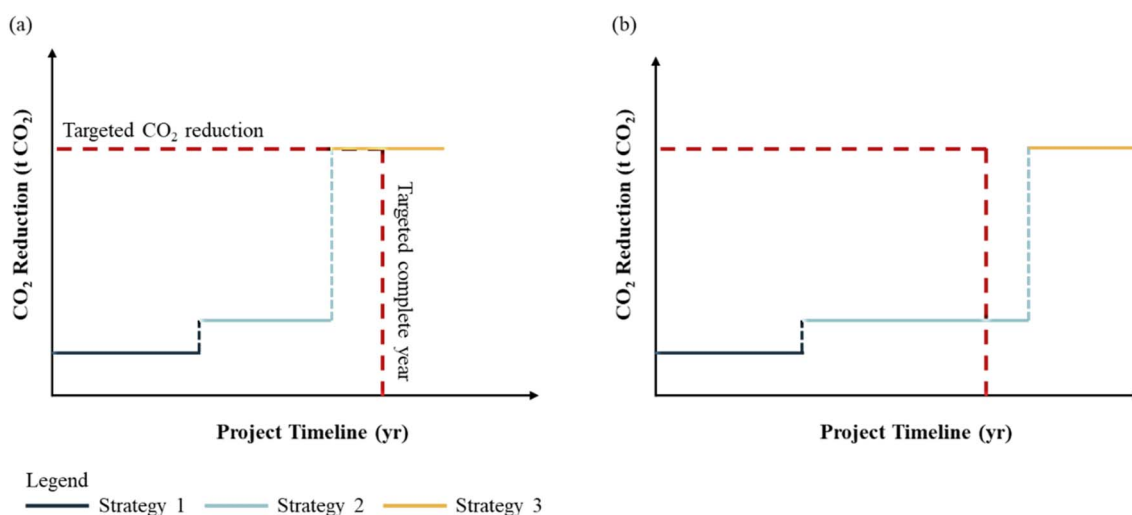 (a)
CO₂ Reduction (t CO₂)
Targeted CO₂ reduction
Targeted complete year
Project Timeline (yr)
(b)
CO₂ Reduction (t CO₂)
Project Timeline (yr)
Legend
Strategy 1 Strategy 2 Strategy 3